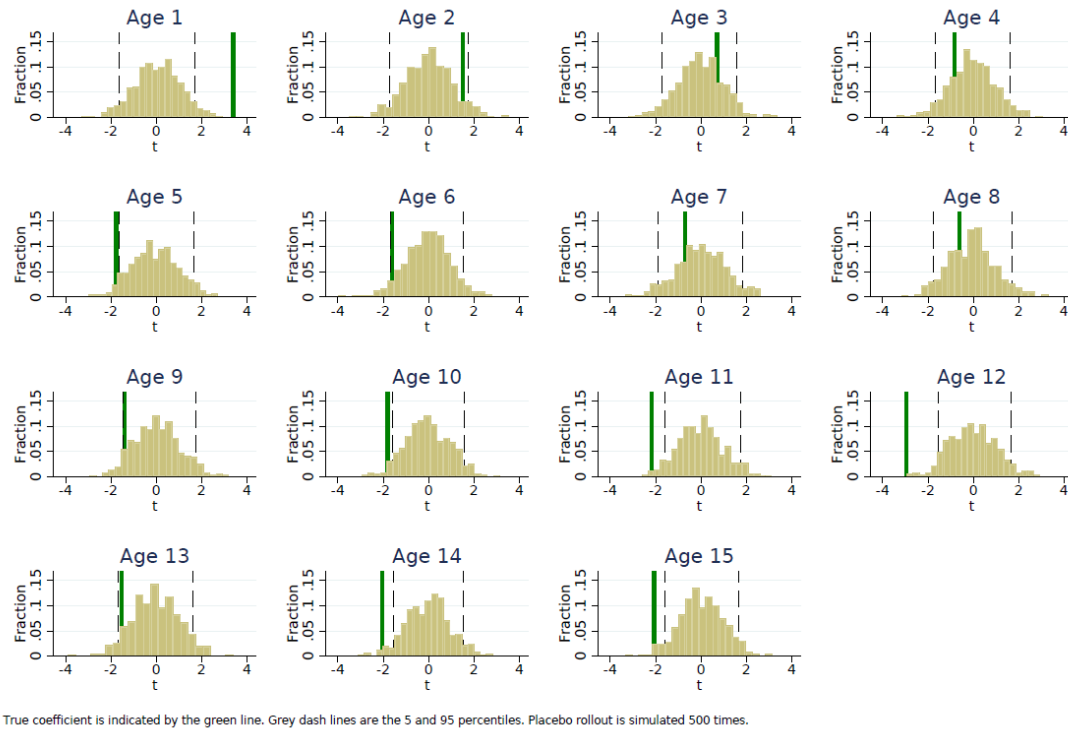 Age 1 Age 2 Age 3 Age 4
Fraction 0 .05 .1 .15 Fraction 0 .05 .1 .15 Fraction 0 .05 .1 .15 Fraction 0 .05 .1 .15
-4 -2 0 2 4 -4 -2 0 2 4 -4 -2 0 2 4 -4 -2 0 2 4
t t t t
Age 5 Age 6 Age 7 Age 8
Fraction 0 .05 .1 .15 Fraction 0 .05 .1 .15 Fraction 0 .05 .1 .15 Fraction 0 .05 .1 .15
-4 -2 0 2 4 -4 -2 0 2 4 -4 -2 0 2 4 -4 -2 0 2 4
t t t t
Age 9 Age 10 Age 11 Age 12
Fraction 0 .05 .1 .15 Fraction 0 .05 .1 .15 Fraction 0 .05 .1 .15 Fraction 0 .05 .1 .15
-4 -2 0 2 4 -4 -2 0 2 4 -4 -2 0 2 4 -4 -2 0 2 4
t t t t
Age 13 Age 14 Age 15
Fraction 0 .05 .1 .15 Fraction 0 .05 .1 .15 Fraction 0 .05 .1 .15
-4 -2 0 2 4 -4 -2 0 2 4 -4 -2 0 2 4
t t t
True coefficient is indicated by the green line. Grey dash lines are the 5 and 95 percentiles. Placebo rollout is simulated 500 times.